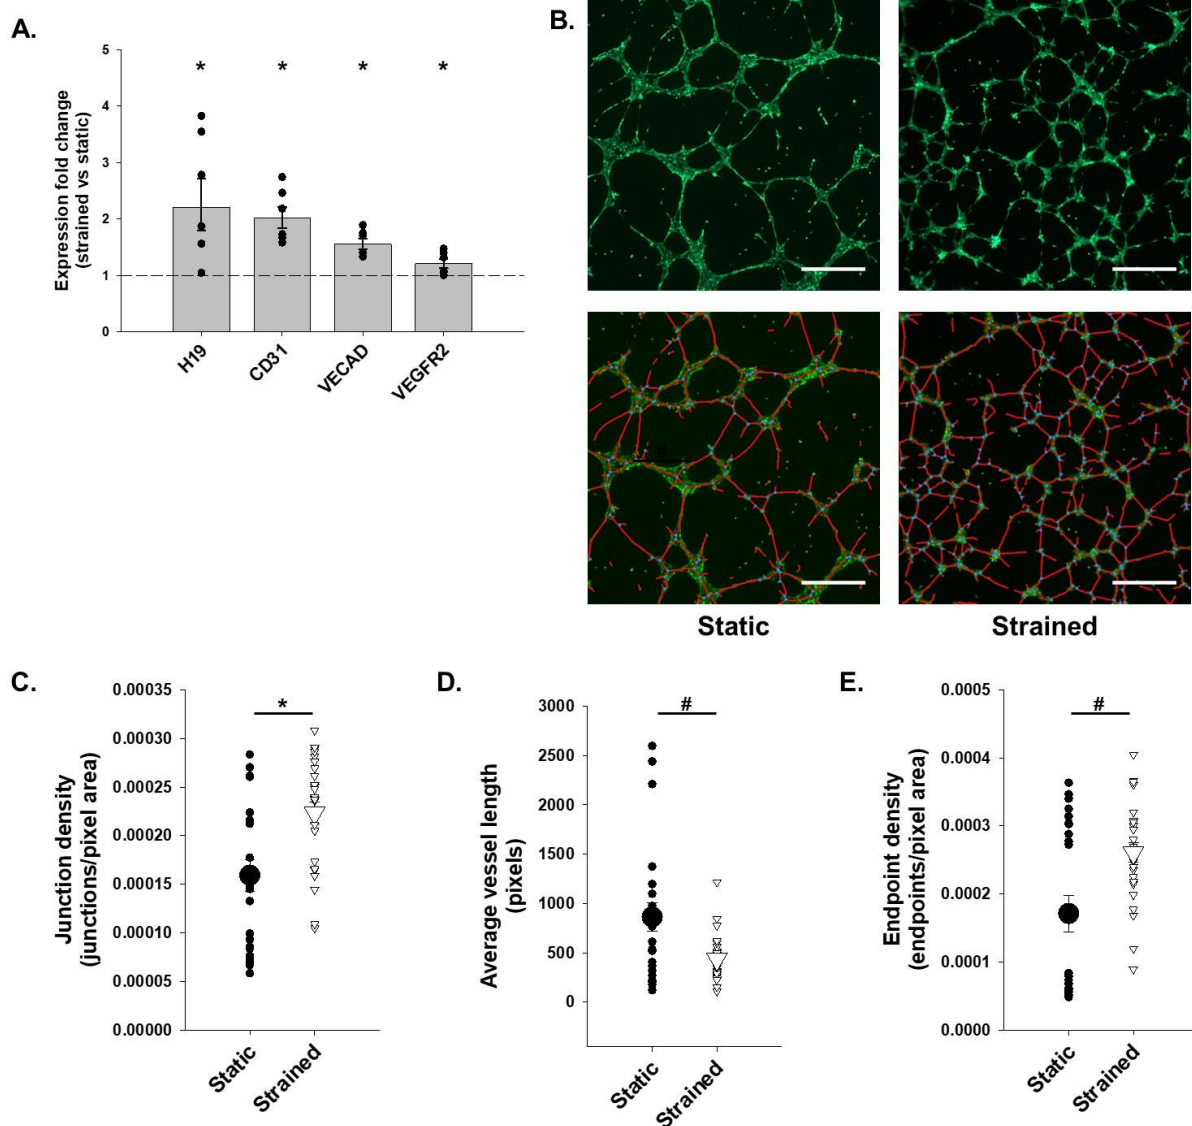 A.
Expression fold change
(strained vs static)
5
4
3
2
1
0
* * * *
H19 CD31 VECAD VEGFR2
B.
#
Static Strained
C.
Junction density
(junctions/pixel area)
0.00035
0.00030
0.00025
0.00020
0.00015
0.00010
0.00005
0.00000
*
Static Strained
D.
Average vessel length
(pixels)
3000
2500
2000
1500
1000
500
0
#
Static Strained
E.
Endpoint density
(endpoints/pixel area)
0.0005
0.0004
0.0003
0.0002
0.0001
0.0000
#
Static Strained